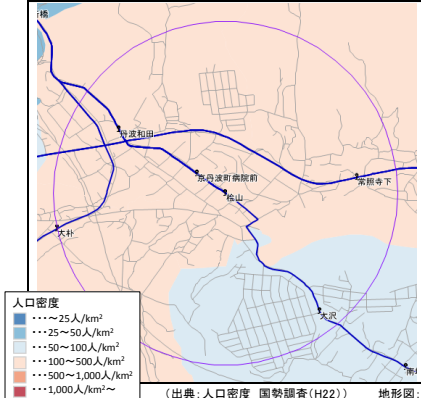 橋
丹波和田
京丹波町病院前
桧山
常照寺下
大朴
大沢
人口密度
･･･～25人/km²
･･･25～50人/km²
･･･50～100人/km²
･･･100～500人/km²
･･･500～1,000人/km²
･･･1,000人/km²～
(出典:人口密度 国勢調査(H22)) 地形図: